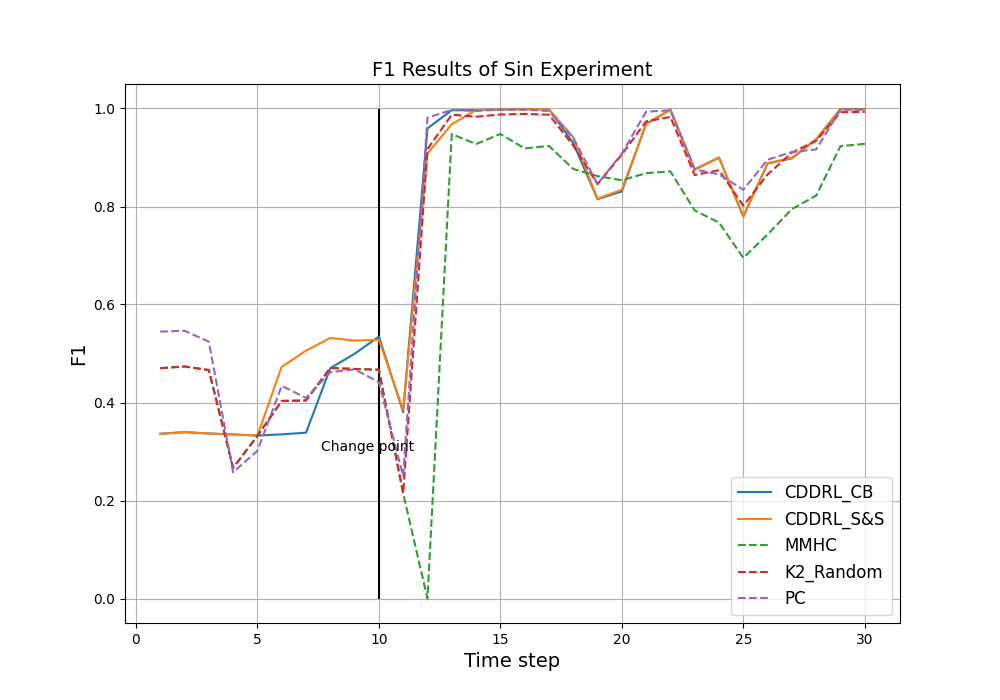 F1 Results of Sin Experiment
1.0
0.8
0.6
0.4
0.2
0.0
F1
Change point
CDDRL_CB
CDDRL_S&S
MMHC
K2_Random
PC
0 5 10 15 20 25 30
Time step